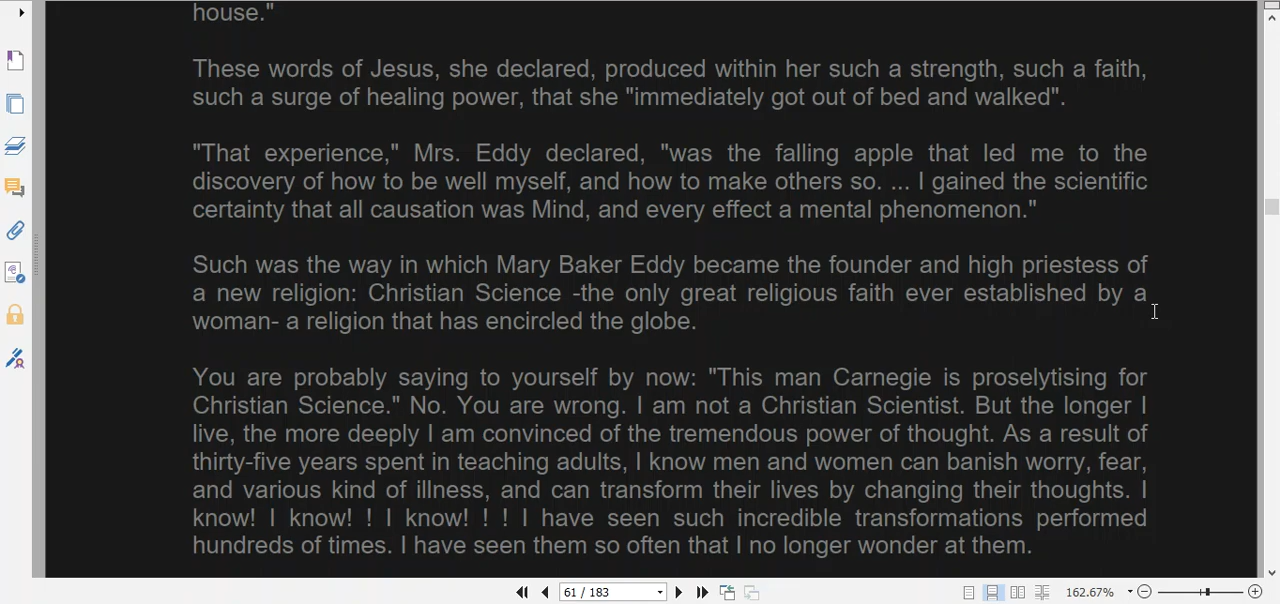 house."
These words of Jesus, she declared, produced within her such a strength, such a faith,
such a surge of healing power, that she "immediately got out of bed and walked".
"That experience," Mrs. Eddy declared, "was the falling apple that led me to the
discovery of how to be well myself, and how to make others so. ... I gained the scientific
certainty that all causation was Mind, and every effect a mental phenomenon."
Such was the way in which Mary Baker Eddy became the founder and high priestess of
a new religion: Christian Science -the only great religious faith ever established by a
woman- a religion that has encircled the globe.
You are probably saying to yourself by now: "This man Carnegie is proselytising for
Christian Science." No. You are wrong. I am not a Christian Scientist. But the longer I
live, the more deeply I am convinced of the tremendous power of thought. As a result of
thirty-five years spent in teaching adults, I know men and women can banish worry, fear,
and various kind of illness, and can transform their lives by changing their thoughts. I
know! I know! ! I know! ! ! I have seen such incredible transformations performed
hundreds of times. I have seen them so often that I no longer wonder at them.
61 / 183
162.67%